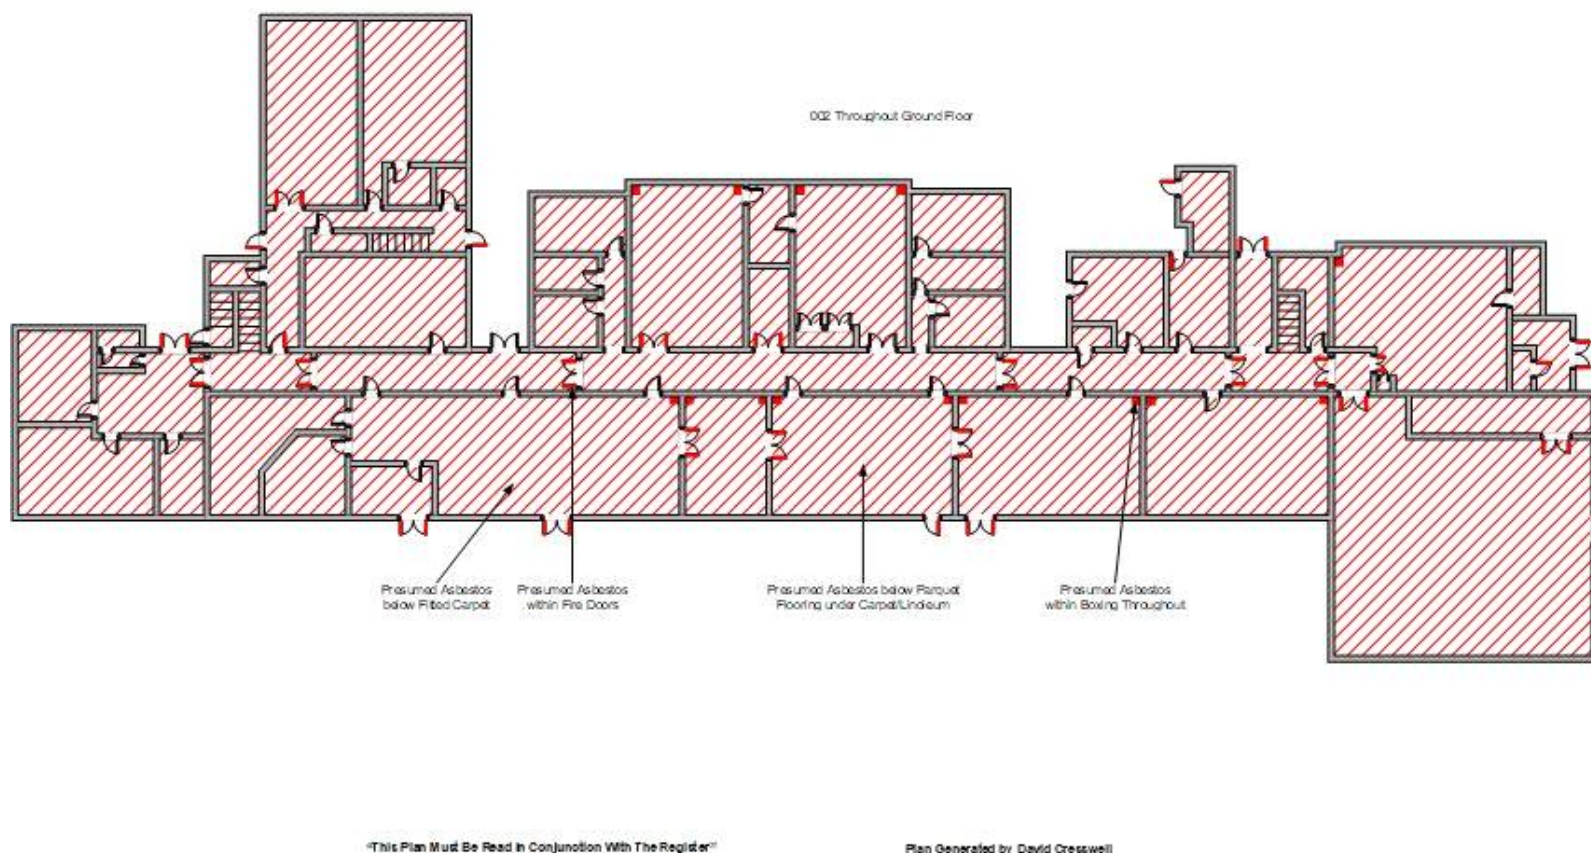 002 Throughout Ground Floor
Presumed Asbestos
below Fitted Carpet
Presumed Asbestos
within Fire Doors
Presumed Asbestos below Parquet
Flooring under Carpet/Linoleum
Presumed Asbestos
within Boxing Throughout
"This Plan Must Be Read In Conjunction With The Register"
Plan Generated by David Cresswell